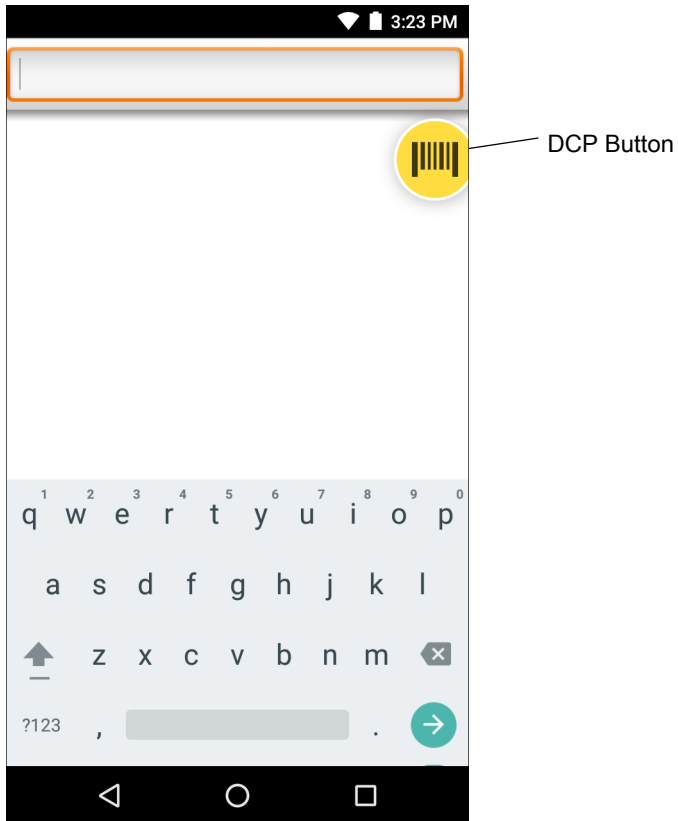 3:23 PM
DCP Button
1 2 3 4 5 6 7 8 9 0
q w e r t y u i o p
a s d f g h j k l
z x c v b n m
?123 , .